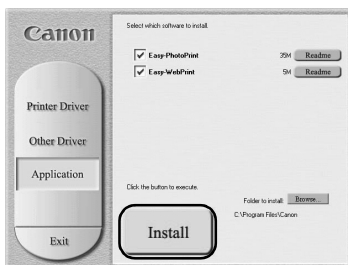 Canon
Select which software to install.
Easy-PhotoPrint 35M Readme
Easy-WebPrint 5M Readme
Printer Driver
Other Driver
Application
Click the button to execute.
Folder to install. Browse...
C:\Program Files\Canon
Install
Exit